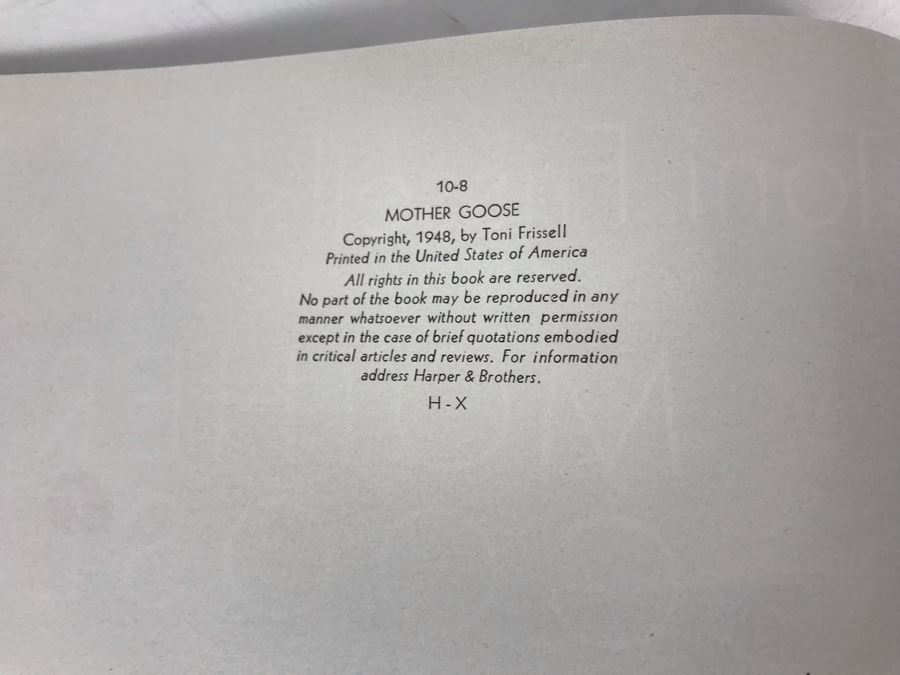 10-8
MOTHER GOOSE
Copyright, 1948, by Toni Frissell
Printed in the United States of America
All rights in this book are reserved.
No part of the book may be reproduced in any
manner whatsoever without written permission
except in the case of brief quotations embodied
in critical articles and reviews. For information
address Harper & Brothers.
H - X